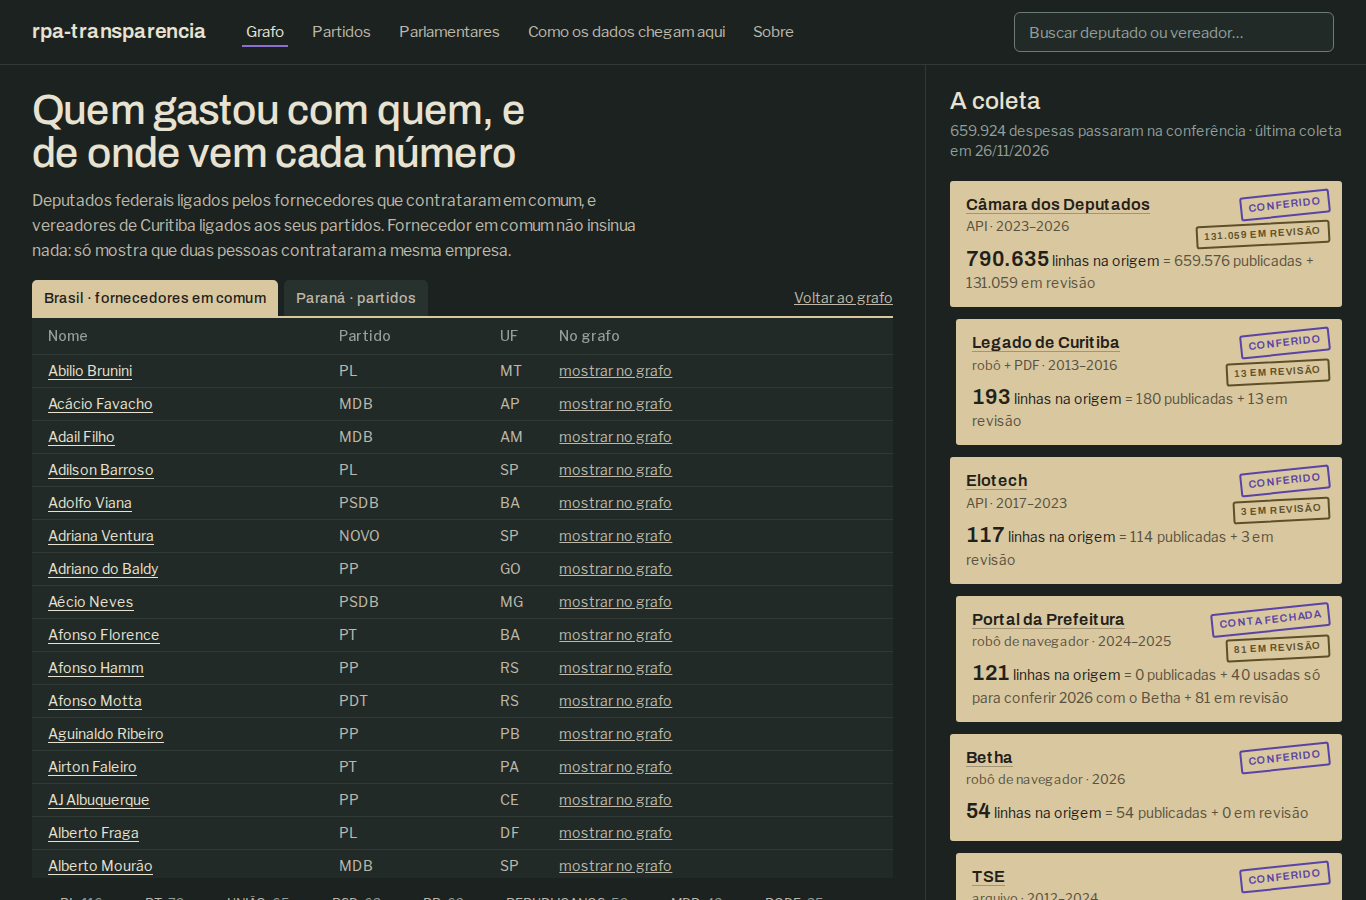 rpa-transparencia Grafo Partidos Parlamentares Como os dados chegam aqui Sobre Buscar deputado ou vereador...
Quem gastou com quem, e
de onde vem cada número
Deputados federais ligados pelos fornecedores que contrataram em comum, e
vereadores de Curitiba ligados aos seus partidos. Fornecedor em comum não insinua
nada: só mostra que duas pessoas contrataram a mesma empresa.
Brasil · fornecedores em comum Paraná · partidos Voltar ao grafo
Nome Partido UF No grafo
Abilio Brunini PL MT mostrar no grafo
Acácio Favacho MDB AP mostrar no grafo
Adail Filho MDB AM mostrar no grafo
Adilson Barroso PL SP mostrar no grafo
Adolfo Viana PSDB BA mostrar no grafo
Adriana Ventura NOVO SP mostrar no grafo
Adriano do Baldy PP GO mostrar no grafo
Aécio Neves PSDB MG mostrar no grafo
Afonso Florence PT BA mostrar no grafo
Afonso Hamm PP RS mostrar no grafo
Afonso Motta PDT RS mostrar no grafo
Aguinaldo Ribeiro PP PB mostrar no grafo
Airton Faleiro PT PA mostrar no grafo
AJ Albuquerque PP CE mostrar no grafo
Alberto Fraga PL DF mostrar no grafo
Alberto Mourão MDB SP mostrar no grafo
A coleta
659.924 despesas passaram na conferência · última coleta
em 26/11/2026
Câmara dos Deputados CONFERIDO
API · 2023–2026 131.059 EM REVISÃO
790.635 linhas na origem = 659.576 publicadas +
131.059 em revisão
Legado de Curitiba CONFERIDO
robô + PDF · 2013–2016 13 EM REVISÃO
193 linhas na origem = 180 publicadas + 13 em
revisão
Elotech CONFERIDO
API · 2017–2023 3 EM REVISÃO
117 linhas na origem = 114 publicadas + 3 em
revisão
Portal da Prefeitura CONTA FECHADA
robô de navegador · 2024–2025 81 EM REVISÃO
121 linhas na origem = 0 publicadas + 40 usadas só
para conferir 2026 com o Betha + 81 em revisão
Betha CONFERIDO
robô de navegador · 2026
54 linhas na origem = 54 publicadas + 0 em revisão
TSE CONFERIDO
arquivo · 2012–2024